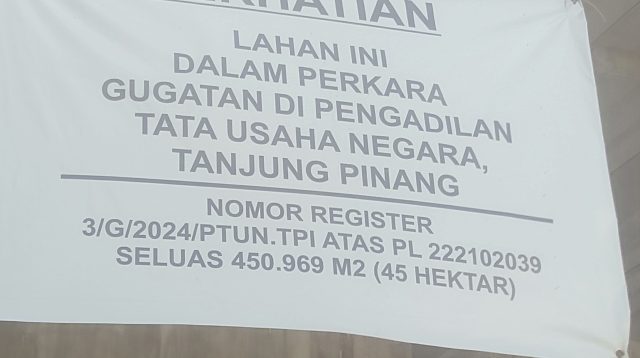 PERHATIAN
LAHAN INI
DALAM PERKARA
GUGATAN DI PENGADILAN
TATA USAHA NEGARA,
TANJUNG PINANG
NOMOR REGISTER
3/G/2024/PTUN.TPI ATAS PL 222102039
SELUAS 450.969 M2 (45 HEKTAR)